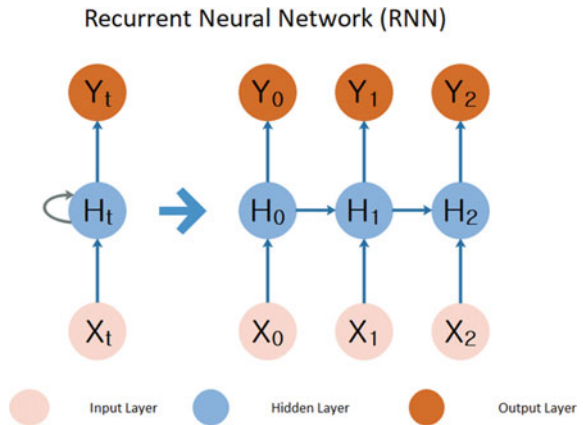 Recurrent Neural Network (RNN)
Yt Y0 Y1 Y2
Ht H0 H1 H2
Xt X0 X1 X2
Input Layer Hidden Layer Output Layer